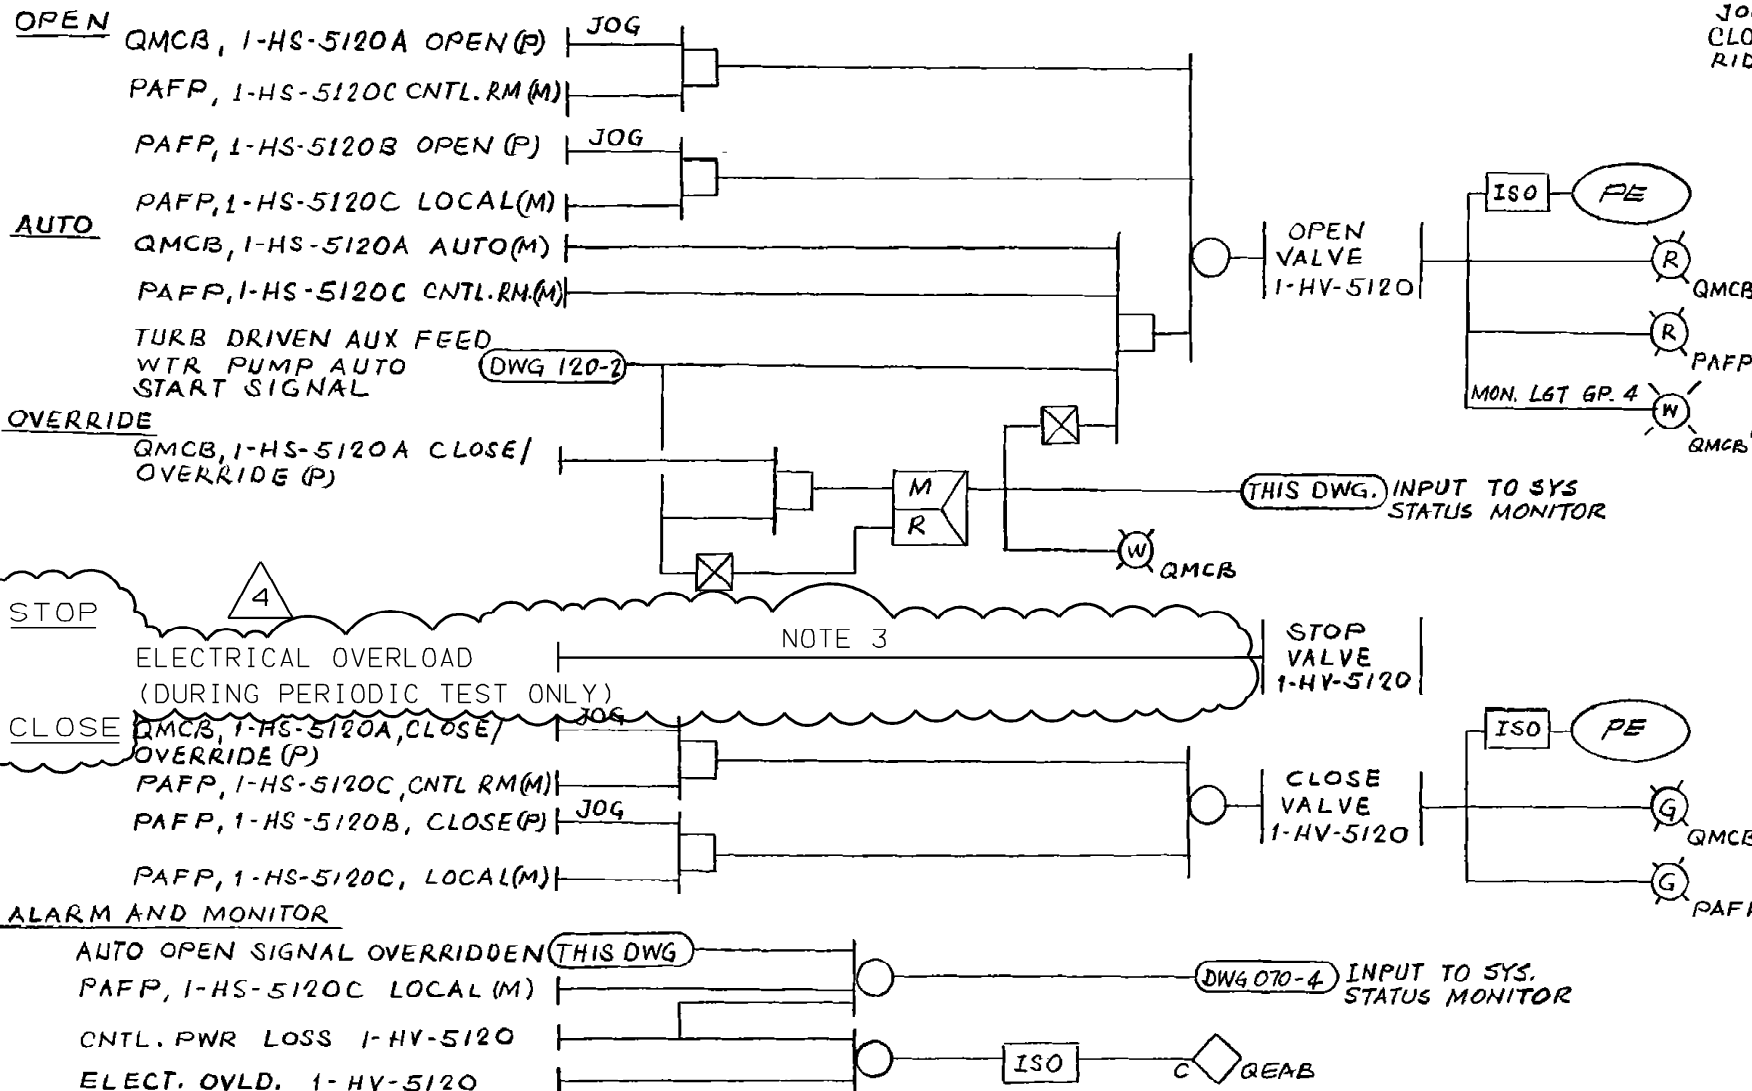 OPEN
QMCB, 1-HS-5120A OPEN (P)
JOG
PAFP, 1-HS-5120C CNTL. RM (M)
PAFP, 1-HS-5120B OPEN (P)
JOG
PAFP, 1-HS-5120C LOCAL (M)
AUTO
QMCB, 1-HS-5120A AUTO (M)
PAFP, 1-HS-5120C CNTL. RM. (M)
TURB DRIVEN AUX FEED
WTR PUMP AUTO
START SIGNAL
DWG 120-2
OPEN
VALVE
1-HV-5120
ISO
PE
R
QMCB
R
PAFP
MON. LGT GP. 4
W
QMCB
OVERRIDE
QMCB, 1-HS-5120A CLOSE/
OVERRIDE (P)
M
R
THIS DWG.
INPUT TO SYS
STATUS MONITOR
W
QMCB
STOP
4
ELECTRICAL OVERLOAD
(DURING PERIODIC TEST ONLY)
NOTE 3
STOP
VALVE
1-HV-5120
CLOSE
QMCB, 1-HS-5120A, CLOSE/
OVERRIDE (P)
JOG
PAFP, 1-HS-5120C, CNTL RM (M)
PAFP, 1-HS-5120B, CLOSE (P)
JOG
PAFP, 1-HS-5120C, LOCAL (M)
CLOSE
VALVE
1-HV-5120
ISO
PE
G
QMCB
G
PAFP
ALARM AND MONITOR
AUTO OPEN SIGNAL OVERRIDDEN
THIS DWG
PAFP, 1-HS-5120C LOCAL (M)
DWG 070-4
INPUT TO SYS.
STATUS MONITOR
CNTL. PWR LOSS 1-HV-5120
ELECT. OVLD. 1-HV-5120
ISO
C
QEAB